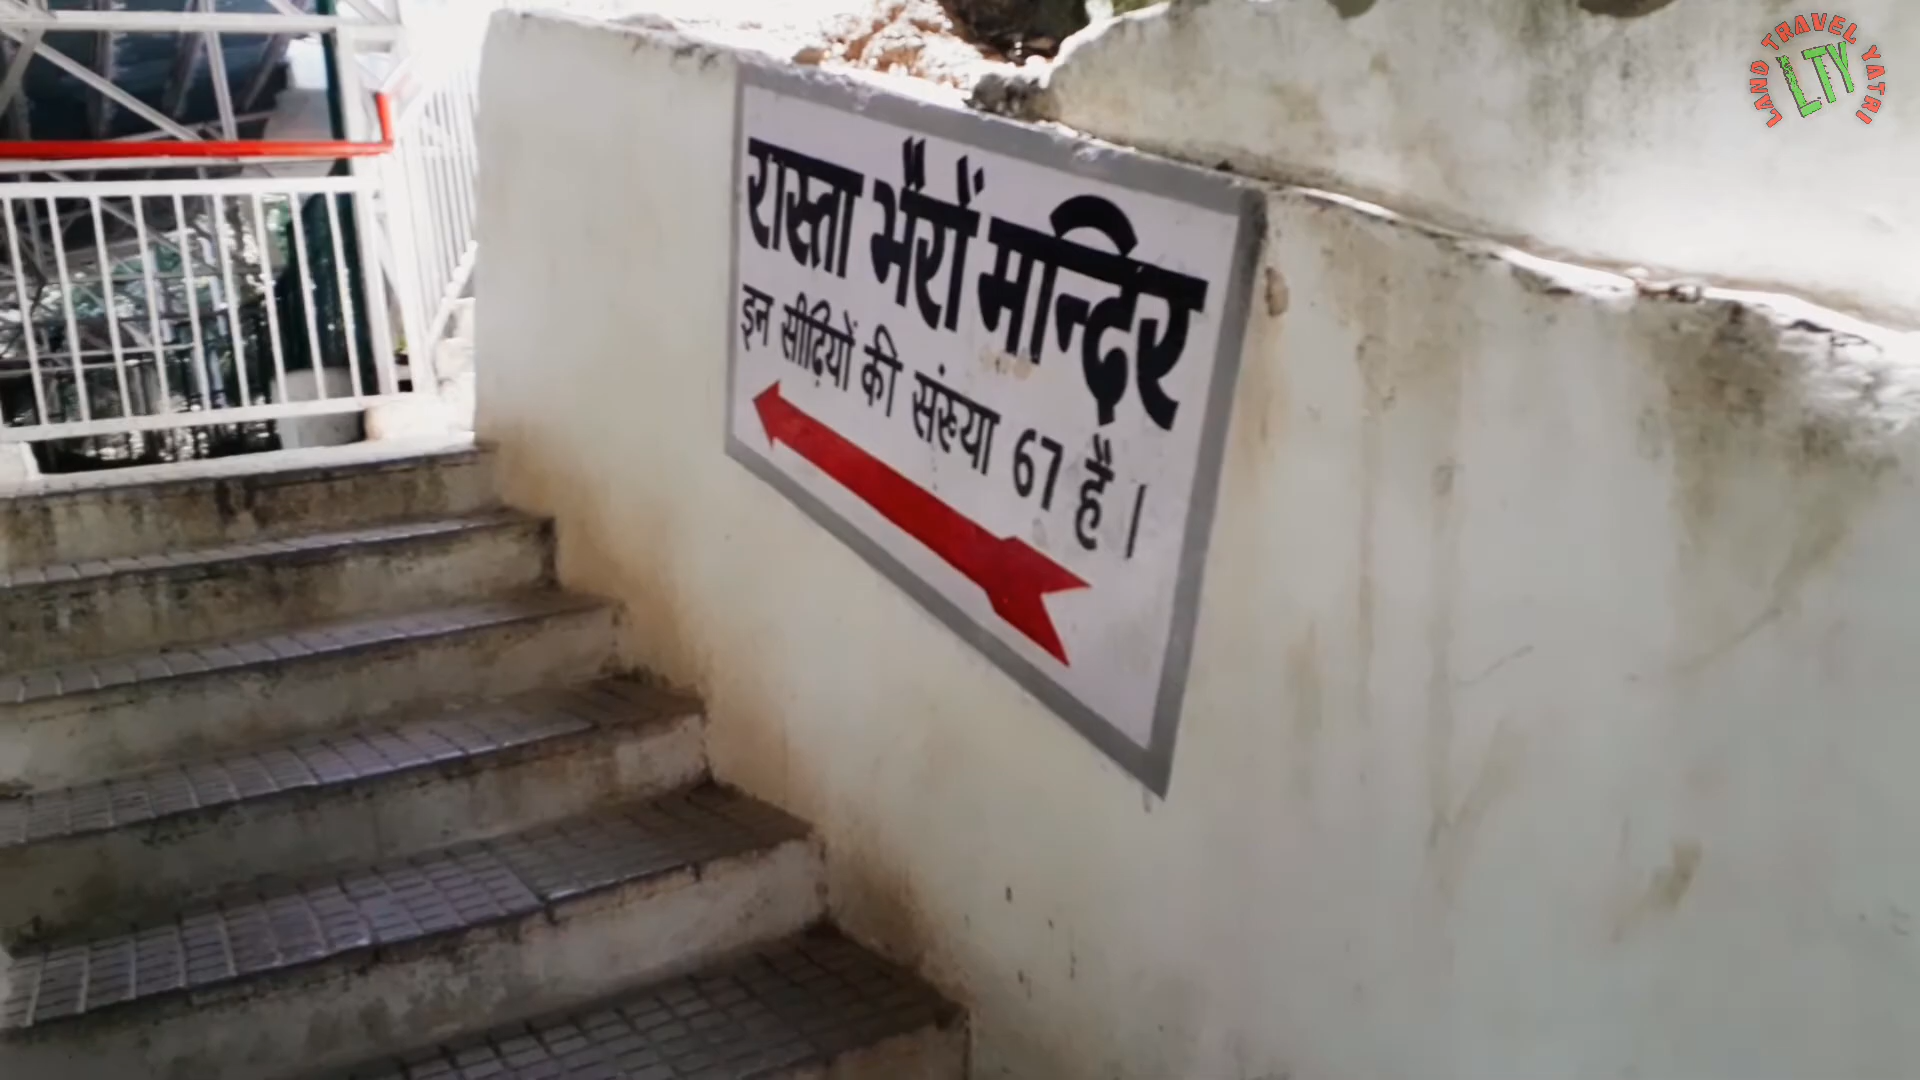 रास्ता भैरों मन्दिर
इन सीढ़ियों की संख्या 67 है ।
LAND TRAVEL YATRI
LTY